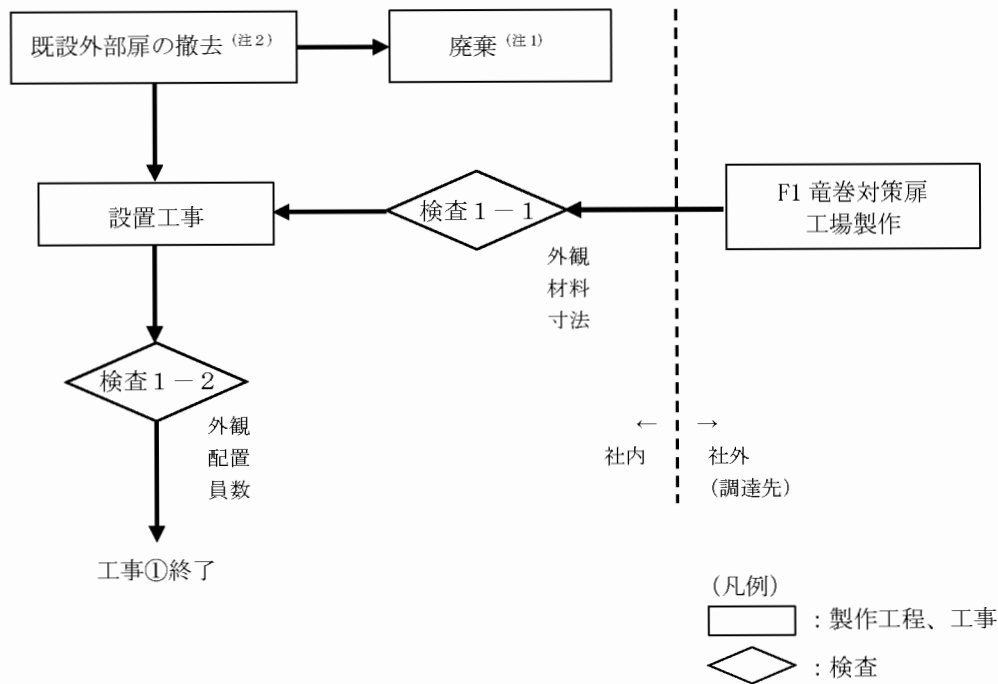 既設外部扉の撤去（注２）
廃棄（注１）
設置工事
検査１－１
F1 竜巻対策扉
工場製作
外観
材料
寸法
検査１－２
外観
配置
員数
← →
社内 社外
（調達先）
工事①終了
（凡例）
：製作工程、工事
：検査